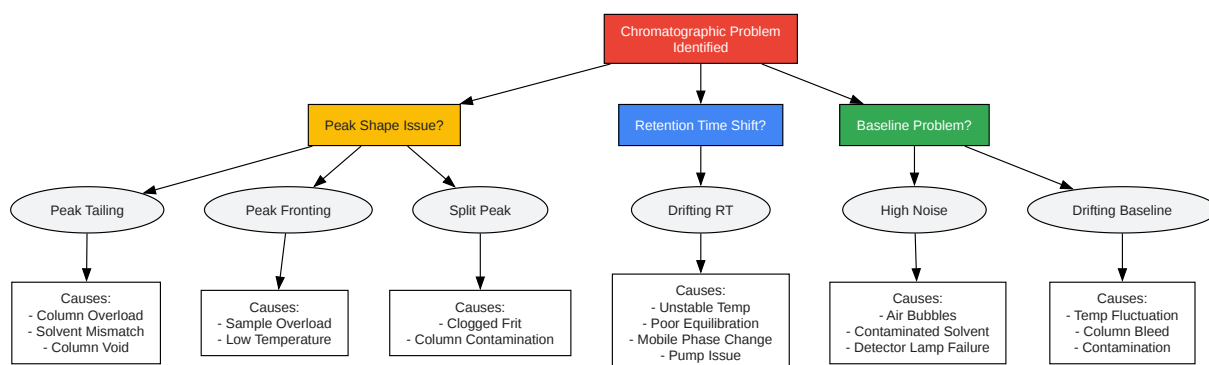 Chromatographic Problem
Identified
Peak Shape Issue?
Retention Time Shift?
Baseline Problem?
Peak Tailing
Peak Fronting
Split Peak
Drifting RT
High Noise
Drifting Baseline
Causes:
- Column Overload
- Solvent Mismatch
- Column Void
Causes:
- Sample Overload
- Low Temperature
Causes:
- Clogged Frit
- Column Contamination
Causes:
- Unstable Temp
- Poor Equilibration
- Mobile Phase Change
- Pump Issue
Causes:
- Air Bubbles
- Contaminated Solvent
- Detector Lamp Failure
Causes:
- Temp Fluctuation
- Column Bleed
- Contamination